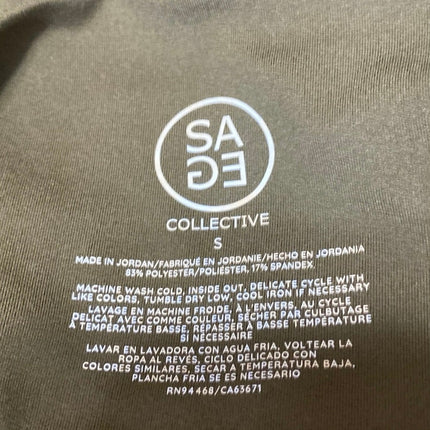 SA
GE
COLLECTIVE
S
MADE IN JORDAN/FABRIQUÉ EN JORDANIE/HECHO EN JORDANIA
83% POLYESTER/POLIÉSTER, 17% SPANDEX.
MACHINE WASH COLD, INSIDE OUT, DELICATE CYCLE WITH
LIKE COLORS, TUMBLE DRY LOW, COOL IRON IF NECESSARY
LAVAGE EN MACHINE FROIDE, À L'ENVERS, AU CYCLE
DELICAT AVEC COMME COULEUR, SÉCHER PAR CULBUTAGE
À TEMPÉRATURE BASSE, REPASSER À BASSE TEMPÉRATURE
SI NÉCESSAIRE
LAVAR EN LAVADORA CON AGUA FRIA, VOLTEAR LA
ROPA AL REVÉS, CICLO DELICADO CON
COLORES SIMILARES, SECAR A TEMPERATURA BAJA,
PLANCHA FRIA SE ES NECESARIO
RN94468/CA63671